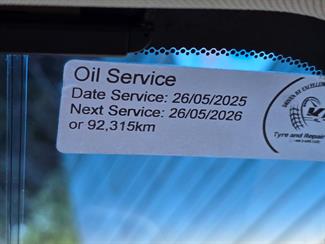 Oil Service
Date Service: 26/05/2025
Next Service: 26/05/2026
or 92,315km
Tyre and Repair